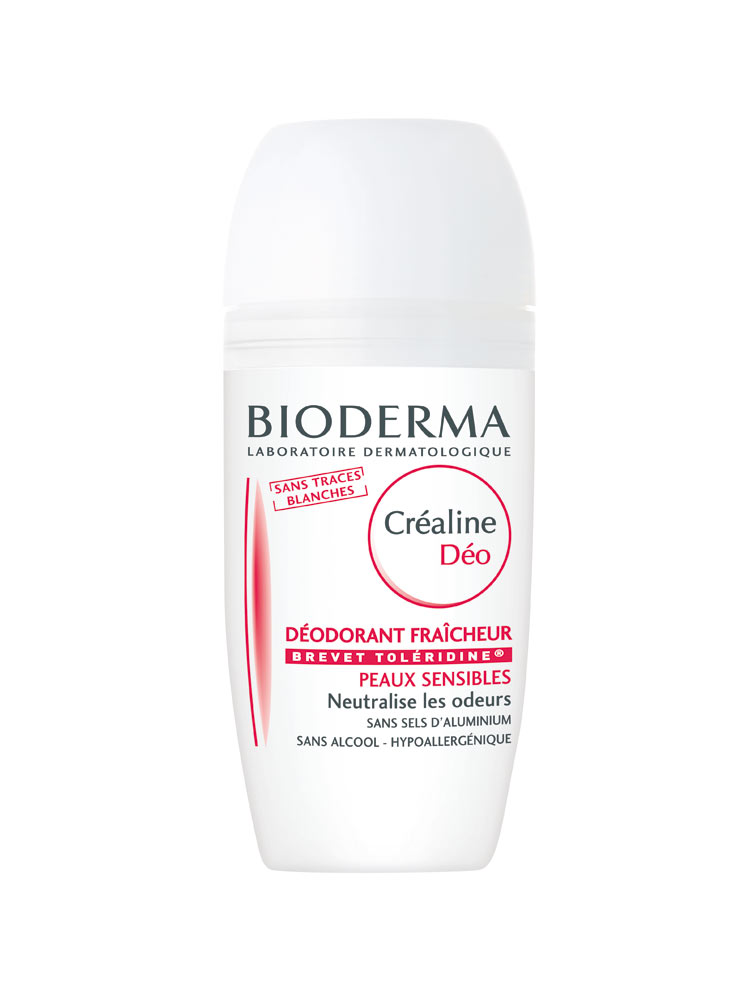 BIODERMA
LABORATOIRE DERMATOLOGIQUE
SANS TRACES
BLANCHES
Créaline
Déo
DÉODORANT FRAÎCHEUR
BREVET TOLÉRIDINE®
PEAUX SENSIBLES
Neutralise les odeurs
SANS SELS D'ALUMINIUM
SANS ALCOOL - HYPOALLERGÉNIQUE